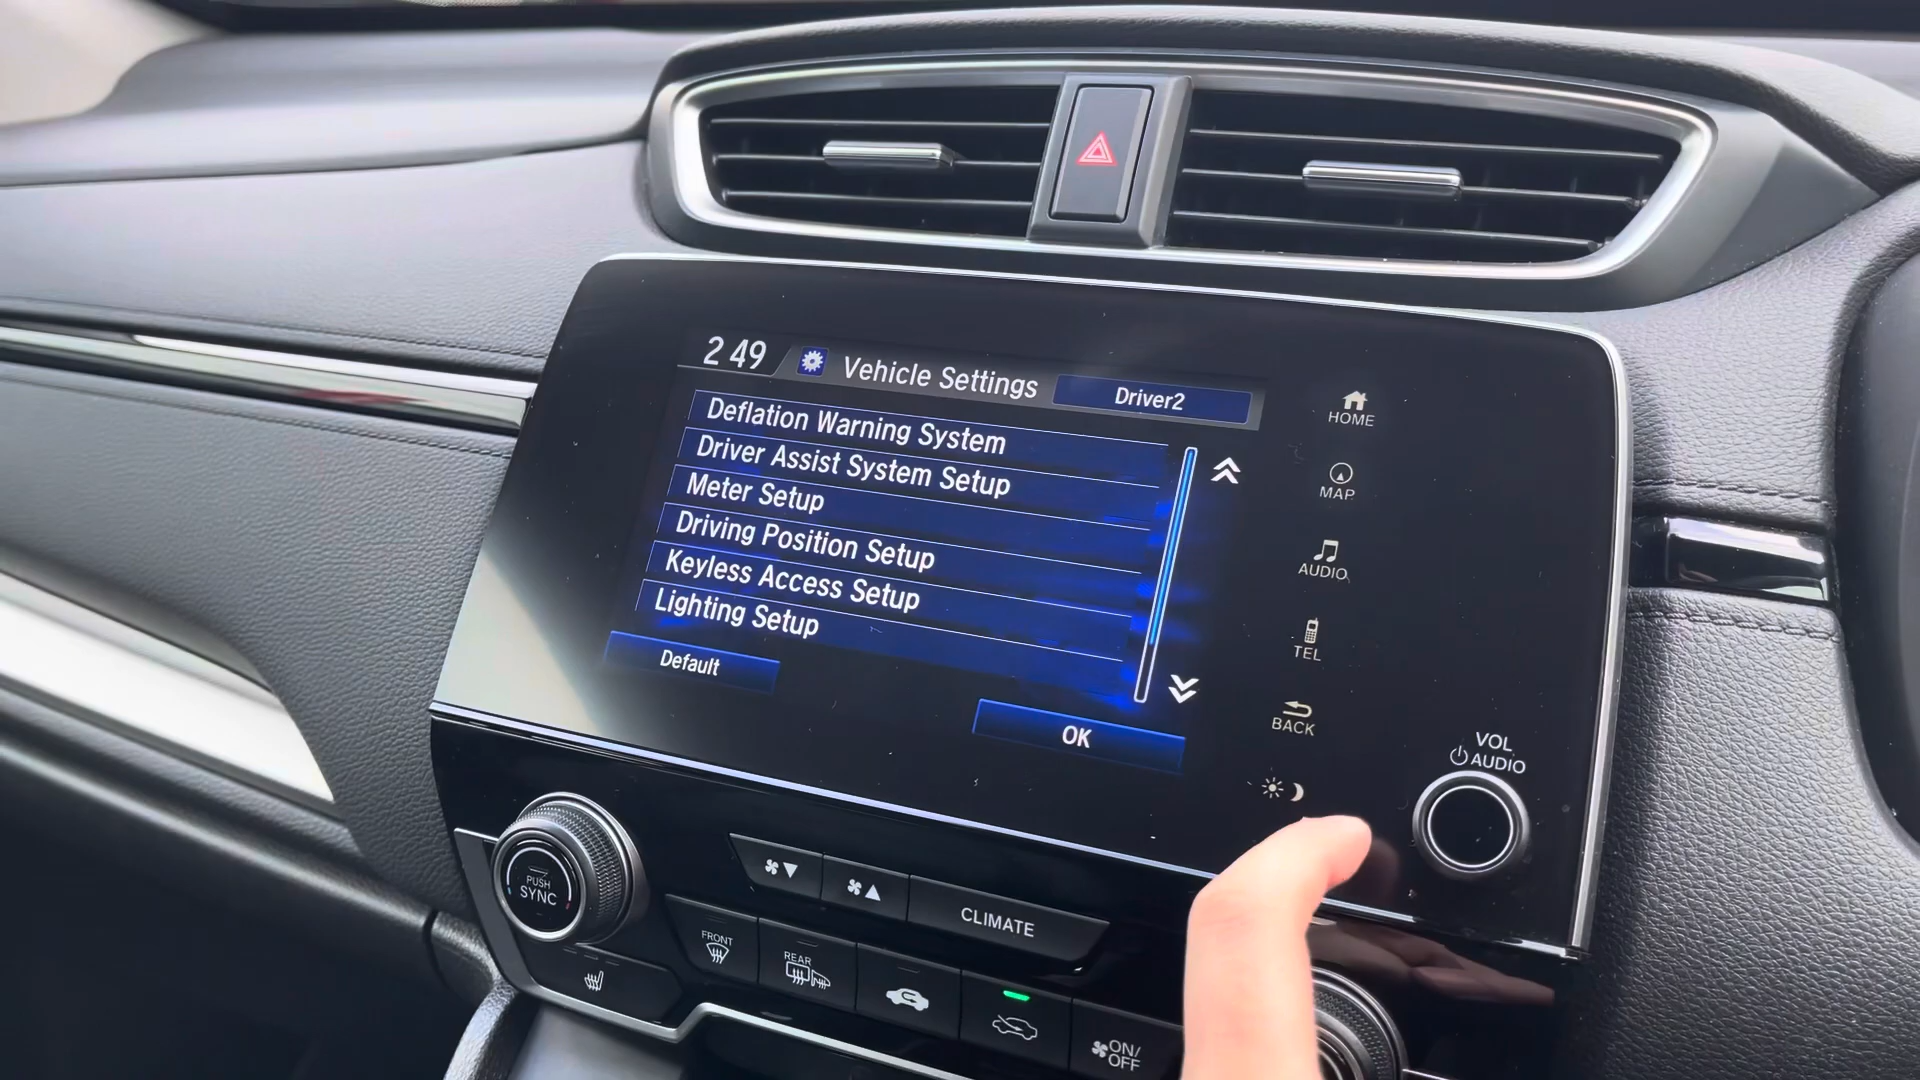 2 49
Vehicle Settings
Driver2
Deflation Warning System
Driver Assist System Setup
Meter Setup
Driving Position Setup
Keyless Access Setup
Lighting Setup
Default
OK
HOME
MAP
AUDIO
TEL
BACK
VOL
AUDIO
PUSH
SYNC
CLIMATE
FRONT
REAR
ON/
OFF